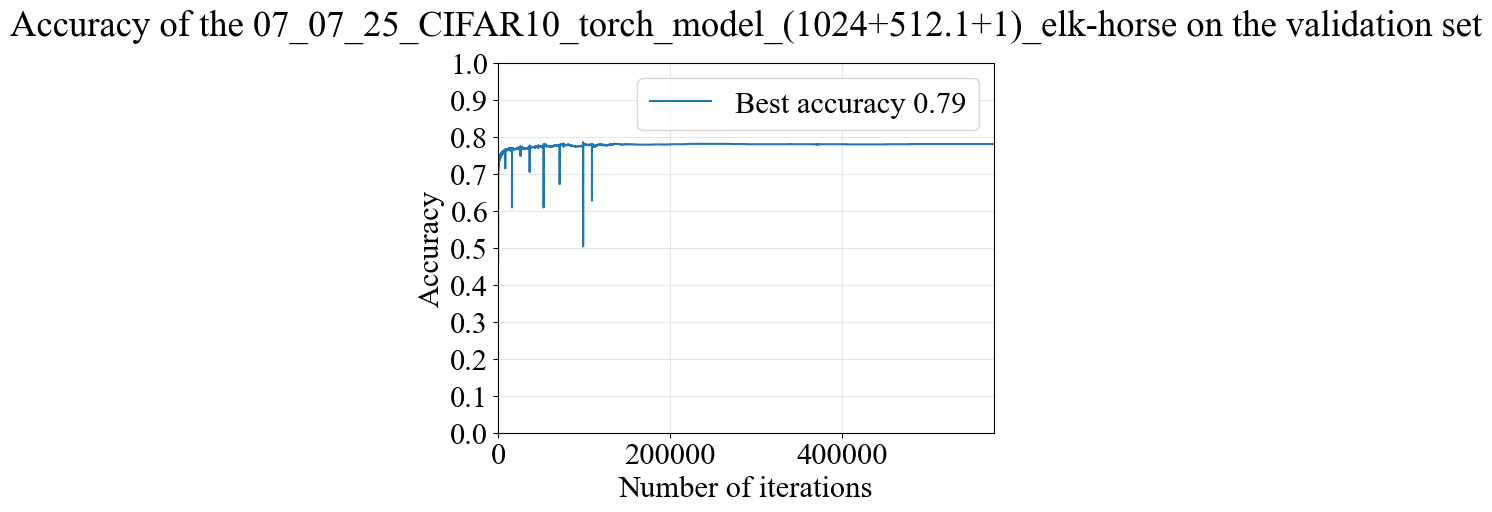 Accuracy of the 07_07_25_CIFAR10_torch_model_(1024+512.1+1)_elk-horse on the validation set
Best accuracy 0.79
Accuracy
1.0
0.9
0.8
0.7
0.6
0.5
0.4
0.3
0.2
0.1
0.0
0 200000 400000
Number of iterations